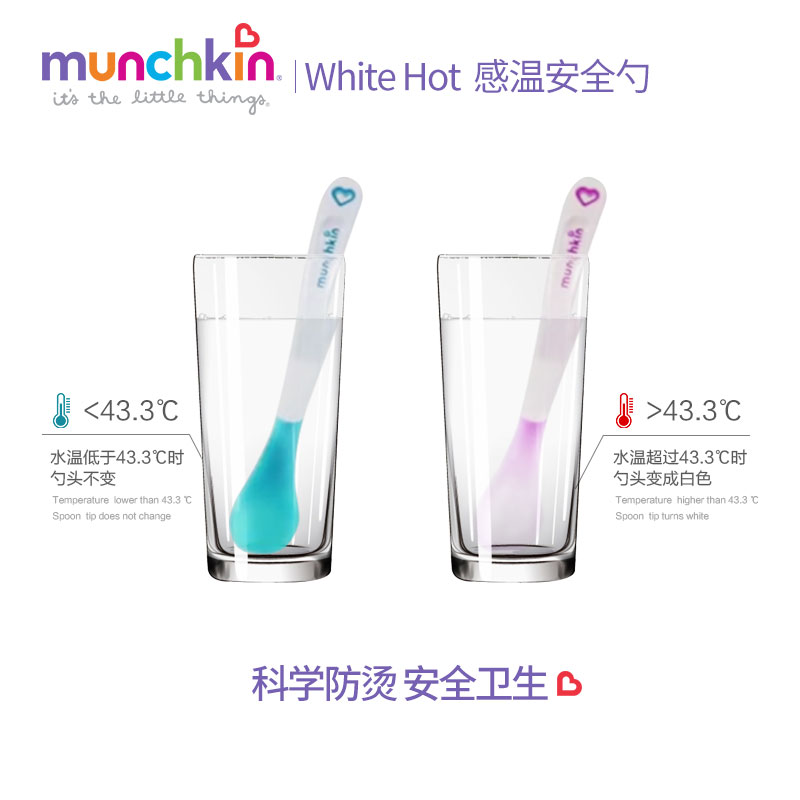 munchkin®
it's the little things.®
White Hot 感温安全勺
munchkin
munchkin
<43.3℃
水温低于43.3℃时
勺头不变
Temperature lower than 43.3 ℃
Spoon tip does not change
>43.3℃
水温超过43.3℃时
勺头变成白色
Temperature higher than 43.3 ℃
Spoon tip turns white
科学防烫 安全卫生